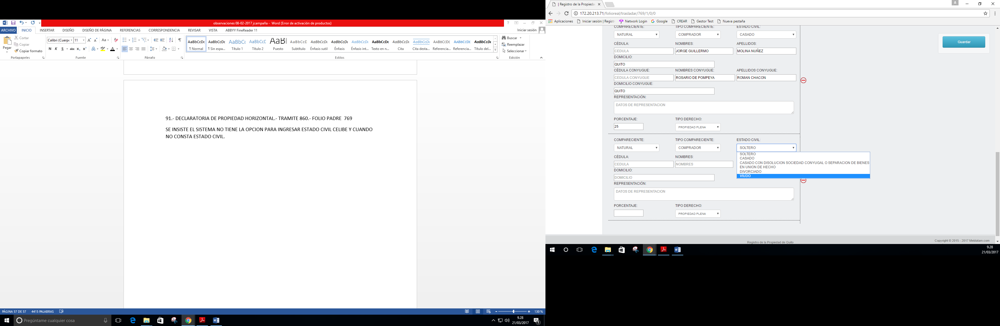 observaciones 08-02-2017 jcampaña - Word (Error de activación de productos)
ARCHIVO INICIO INSERTAR DISEÑO DISEÑO DE PÁGINA REFERENCIAS CORRESPONDENCIA REVISAR VISTA ABBYY FineReader 11 Iniciar sesión
Pegar
Cortar
Copiar
Copiar formato
Portapapeles
Calibri (Cuerpo 11
N K S abc x₂ x²
Fuente
Párrafo
AaBbCcDc AaBbCcDc AaBbCc AaBbCcC AaB AaBbCcC AaBbCcDc AaBbCcDc AaBbCcDc AaBbCcDc AaBbCcDc AaBbCcDc AABBCCDC AABBCCDC AaBbCcDc
¶ Normal ¶ Sin espa... Título 1 Título 2 Puesto Subtítulo Énfasis sutil Énfasis Énfasis int... Texto en n... Cita Cita desta... Referencia... Referencia... Título del...
Estilos
Buscar
Reemplazar
Seleccionar
Edición
91.- DECLARATORIA DE PROPIEDAD HORIZONTAL.- TRAMITE 860.- FOLIO PADRE 769
SE INSISTE EL SISTEMA NO TIENE LA OPCION PARA INGRESAR ESTADO CIVIL CELIBE Y CUANDO
NO CONSTA ESTADO CIVIL.
PÁGINA 57 DE 57 4415 PALABRAS 130 %
Pregúntame cualquier cosa
9.28
21/03/2017
| Registro de la Propieda
172.20.213.71/folioreal/trasladar/769/1/0/0
Aplicaciones Iniciar sesión | Registr Network Login Google CREAR Gestor Test Nueva pestaña
COMPARECIENTE: TIPO COMPARECIENTE: ESTADO CIVIL:
NATURAL COMPRADOR CASADO
CÉDULA: NOMBRES: APELLIDOS:
CÉDULA JORGE GUILLERMO MOLINA NUÑEZ
DOMICILIO:
QUITO
CÉDULA CONYUGUE: NOMBRES CONYUGUE: APELLIDOS CONYUGUE:
CÉDULA CONYUGUE ROSARIO DE POMPEYA ROMAN CHACON
DOMICILIO CONYUGUE:
QUITO
REPRESENTACIÓN:
DATOS DE REPRESENTACION
PORCENTAJE: TIPO DERECHO:
25 PROPIEDAD PLENA
COMPARECIENTE: TIPO COMPARECIENTE: ESTADO CIVIL:
NATURAL COMPRADOR SOLTERO
SOLTERO
CASADO
CASADO CON DISOLUCION SOCIEDAD CONYUGAL O SEPARACION DE BIENES
EN UNION DE HECHO
DIVORCIADO
VIUDO
CÉDULA: NOMBRES:
CEDULA NOMBRES
DOMICILIO:
DOMICILIO
REPRESENTACIÓN:
DATOS DE REPRESENTACION
PORCENTAJE: TIPO DERECHO:
PROPIEDAD PLENA
Guardar
Registro de la Propiedad de Quito
Copyright © 2015 - 2017 Meblatam.com
9.28
21/03/2017